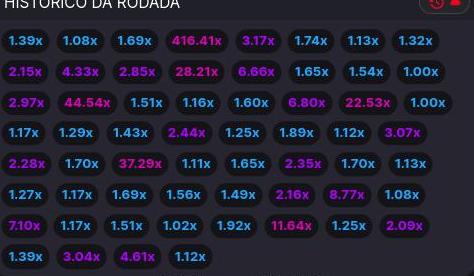 HISTÓRICO DA RODADA
1.39x 1.08x 1.69x 416.41x 3.17x 1.74x 1.13x 1.32x
2.15x 4.33x 2.85x 28.21x 6.66x 1.65x 1.54x 1.00x
2.97x 44.54x 1.51x 1.16x 1.60x 6.80x 22.53x 1.00x
1.17x 1.29x 1.43x 2.44x 1.25x 1.89x 1.12x 3.07x
2.28x 1.70x 37.29x 1.11x 1.65x 2.35x 1.70x 1.13x
1.27x 1.17x 1.69x 1.56x 1.49x 2.16x 8.77x 1.08x
7.10x 1.17x 1.51x 1.02x 1.92x 11.64x 1.25x 2.09x
1.39x 3.04x 4.61x 1.12x